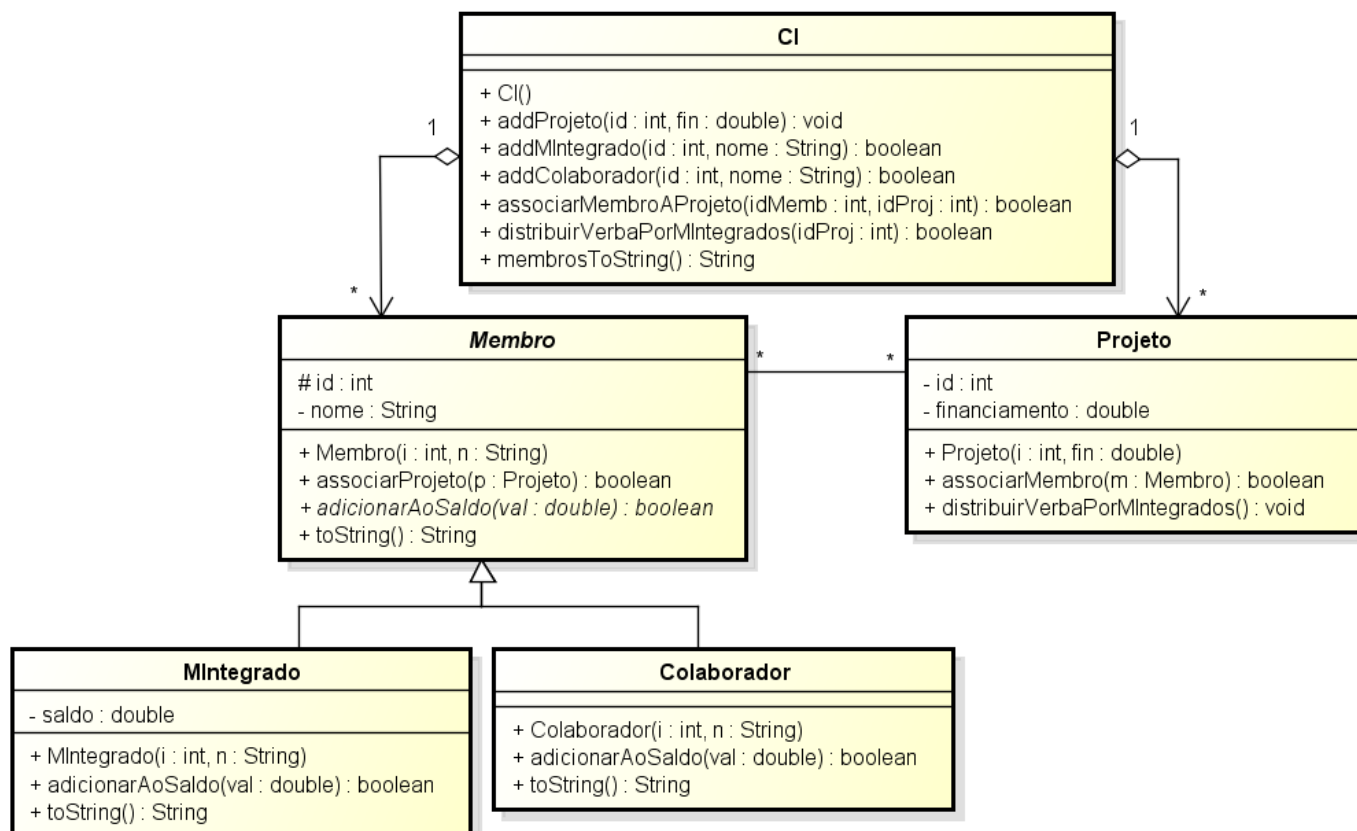 CI
+ CI()
+ addProjeto(id : int, fin : double) : void
+ addMIntegrado(id : int, nome : String) : boolean
+ addColaborador(id : int, nome : String) : boolean
+ associarMembroAProjeto(idMemb : int, idProj : int) : boolean
+ distribuirVerbaPorMIntegrados(idProj : int) : boolean
+ membrosToString() : String
1
1
*
*
Membro
# id : int
- nome : String
+ Membro(i : int, n : String)
+ associarProjeto(p : Projeto) : boolean
+ adicionarAoSaldo(val : double) : boolean
+ toString() : String
*
*
Projeto
- id : int
- financiamento : double
+ Projeto(i : int, fin : double)
+ associarMembro(m : Membro) : boolean
+ distribuirVerbaPorMIntegrados() : void
MIntegrado
- saldo : double
+ MIntegrado(i : int, n : String)
+ adicionarAoSaldo(val : double) : boolean
+ toString() : String
Colaborador
+ Colaborador(i : int, n : String)
+ adicionarAoSaldo(val : double) : boolean
+ toString() : String